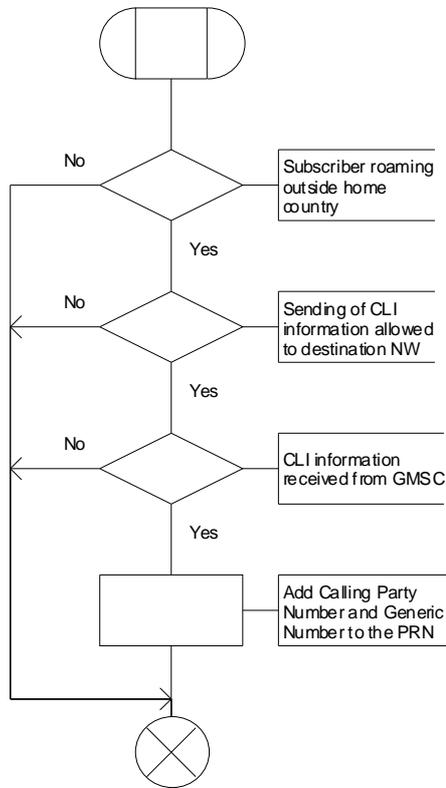 No
Subscriber roaming
outside home
country
Yes
No
Sending of CLI
information allowed
to destination NW
Yes
No
CLI information
received from GMSC
Yes
Add Calling Party
Number and Generic
Number to the PRN